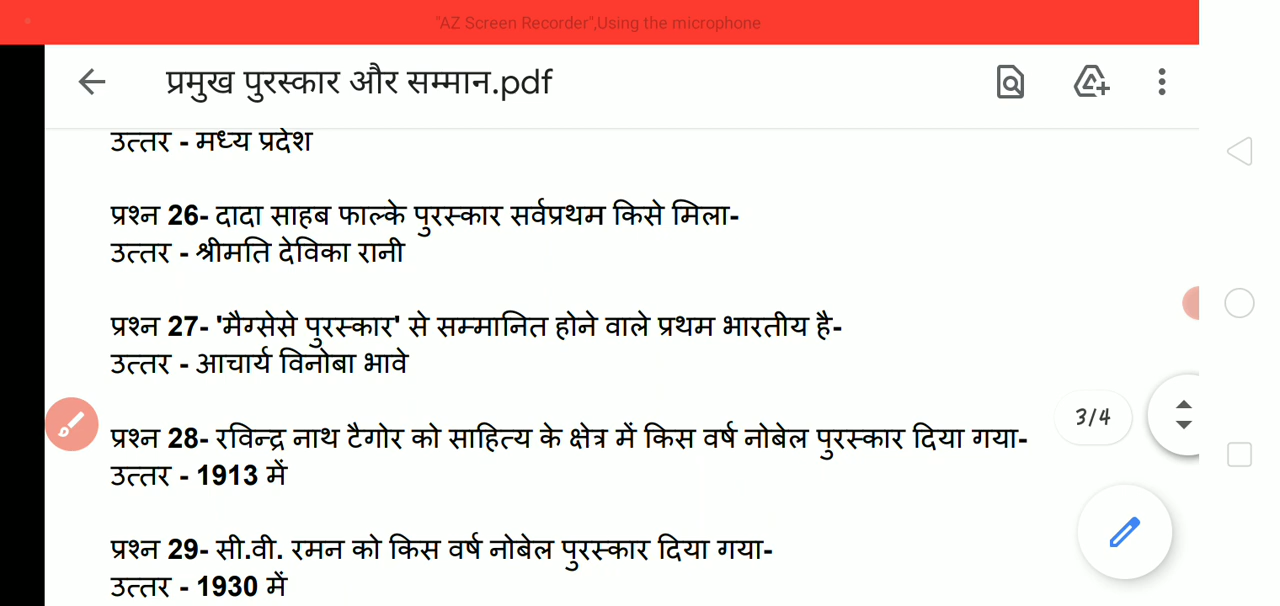 "AZ Screen Recorder",Using the microphone
प्रमुख पुरस्कार और सम्मान.pdf
उत्तर - मध्य प्रदेश
प्रश्न 26- दादा साहब फाल्के पुरस्कार सर्वप्रथम किसे मिला-
उत्तर - श्रीमति देविका रानी
प्रश्न 27- 'मैग्सेसे पुरस्कार' से सम्मानित होने वाले प्रथम भारतीय है-
उत्तर - आचार्य विनोबा भावे
प्रश्न 28- रविन्द्र नाथ टैगोर को साहित्य के क्षेत्र में किस वर्ष नोबेल पुरस्कार दिया गया-
3/4
उत्तर - 1913 में
प्रश्न 29- सी.वी. रमन को किस वर्ष नोबेल पुरस्कार दिया गया-
उत्तर - 1930 में